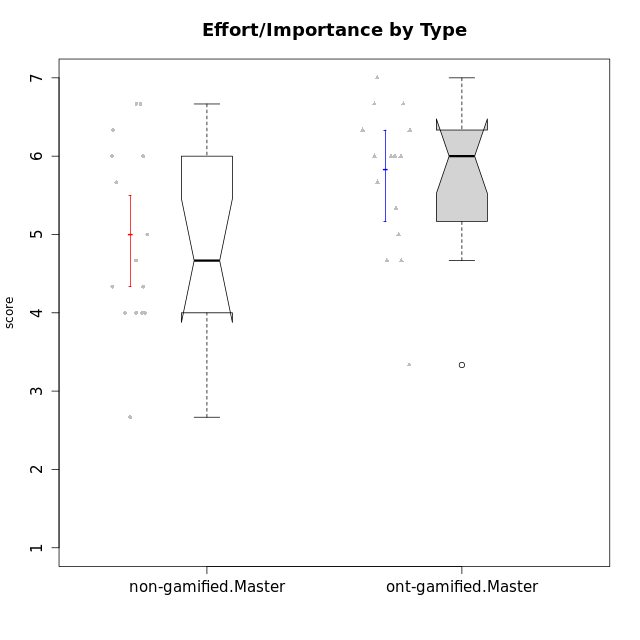 Effort/Importance by Type
7
6
5
4
3
2
1
score
non-gamified.Master
ont-gamified.Master